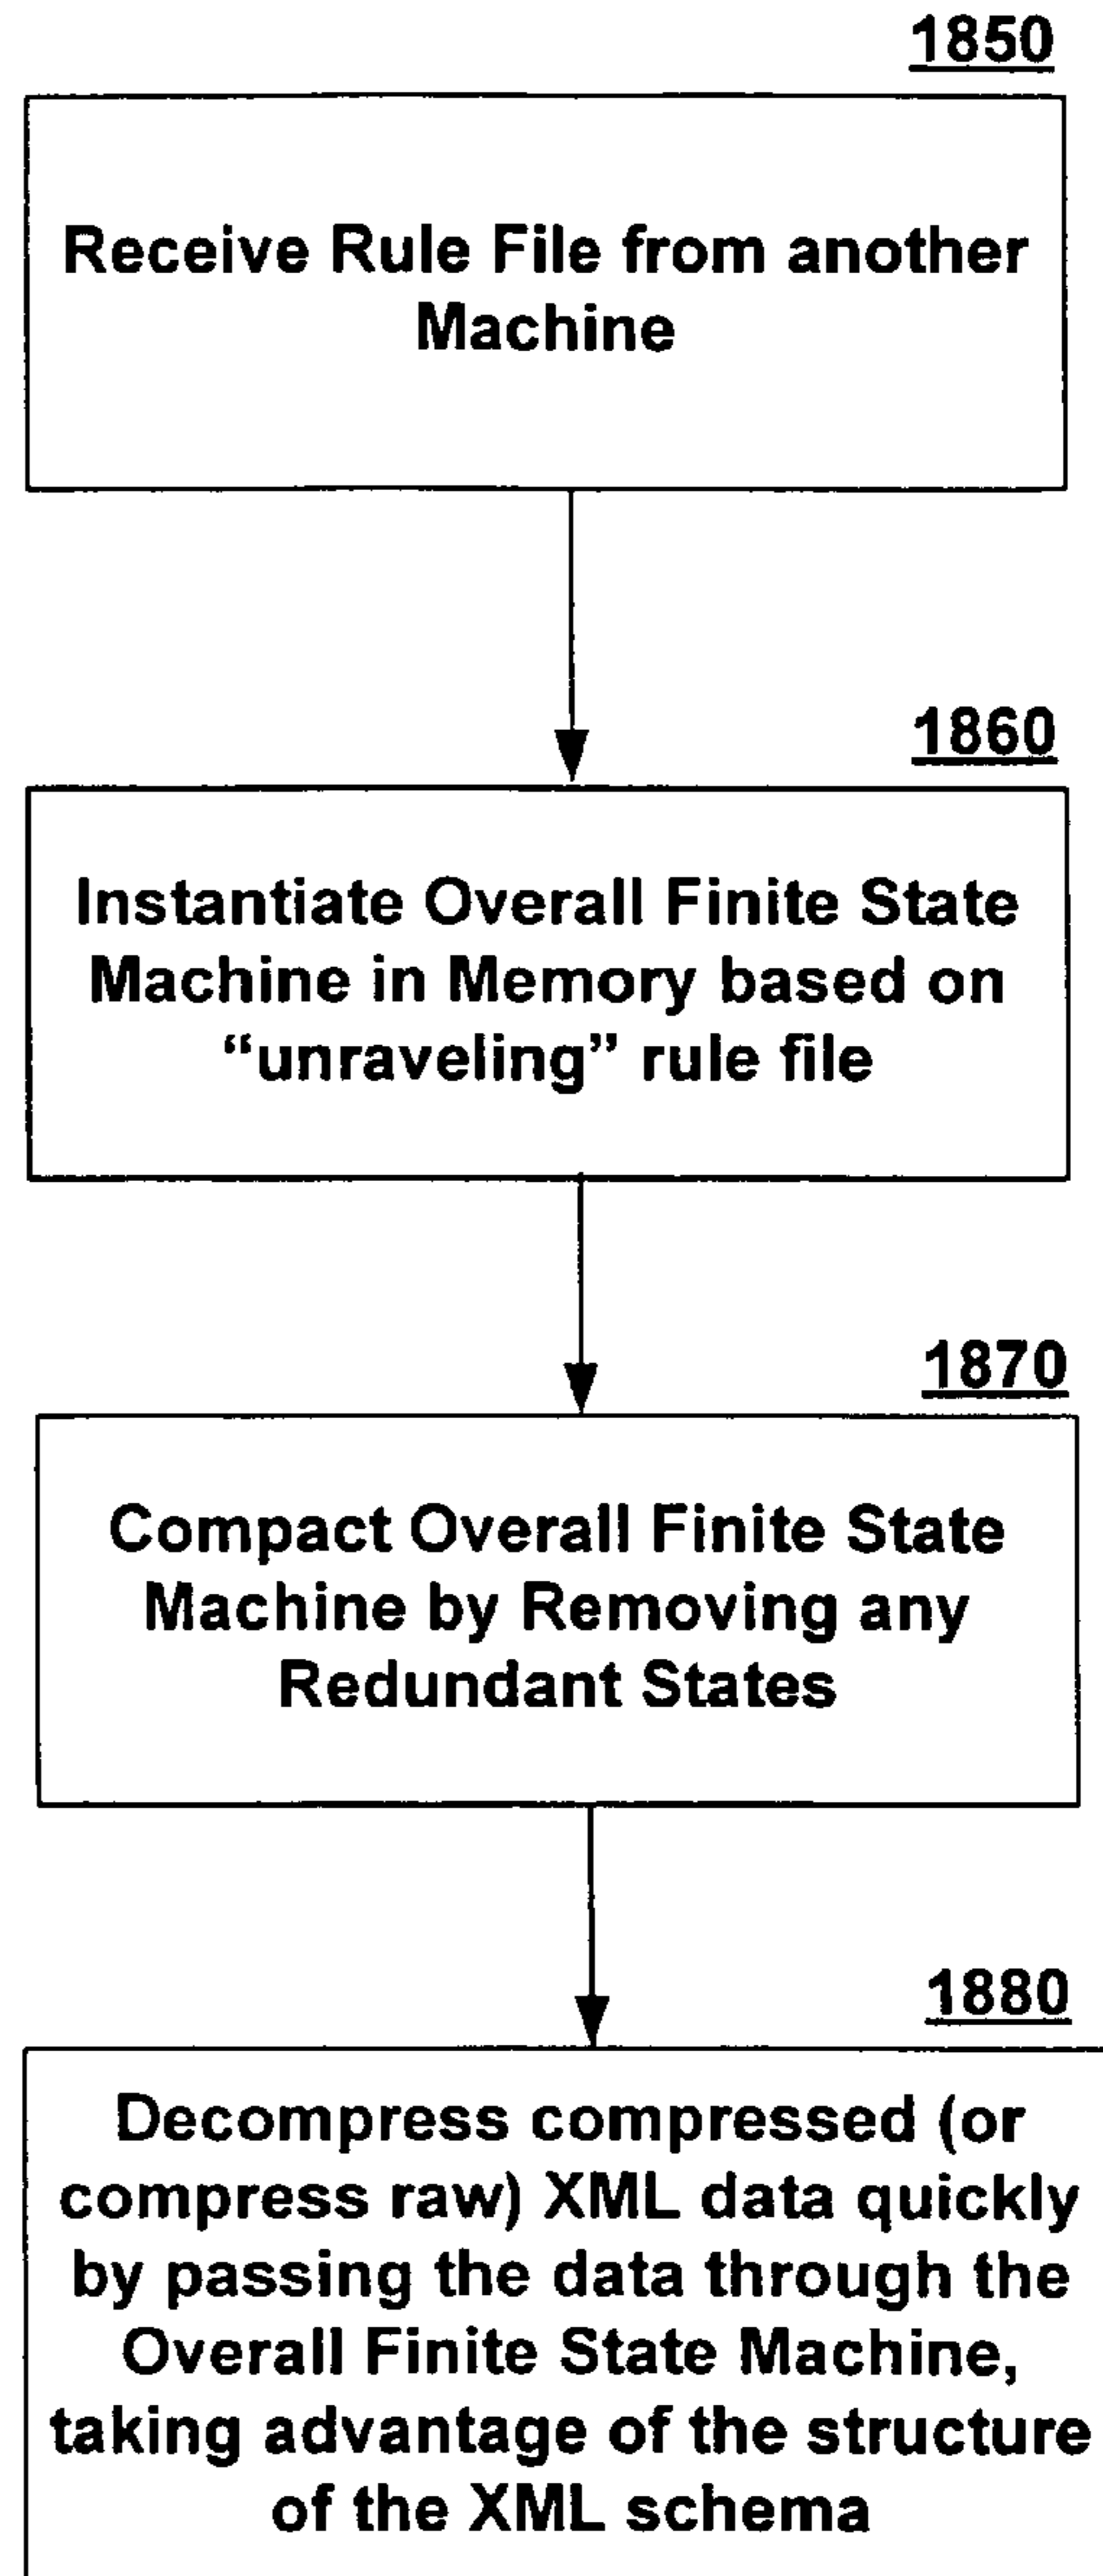 1850
Receive Rule File from another
Machine
1860
Instantiate Overall Finite State
Machine in Memory based on
“unraveling” rule file
1870
Compact Overall Finite State
Machine by Removing any
Redundant States
1880
Decompress compressed (or
compress raw) XML data quickly
by passing the data through the
Overall Finite State Machine,
taking advantage of the structure
of the XML schema